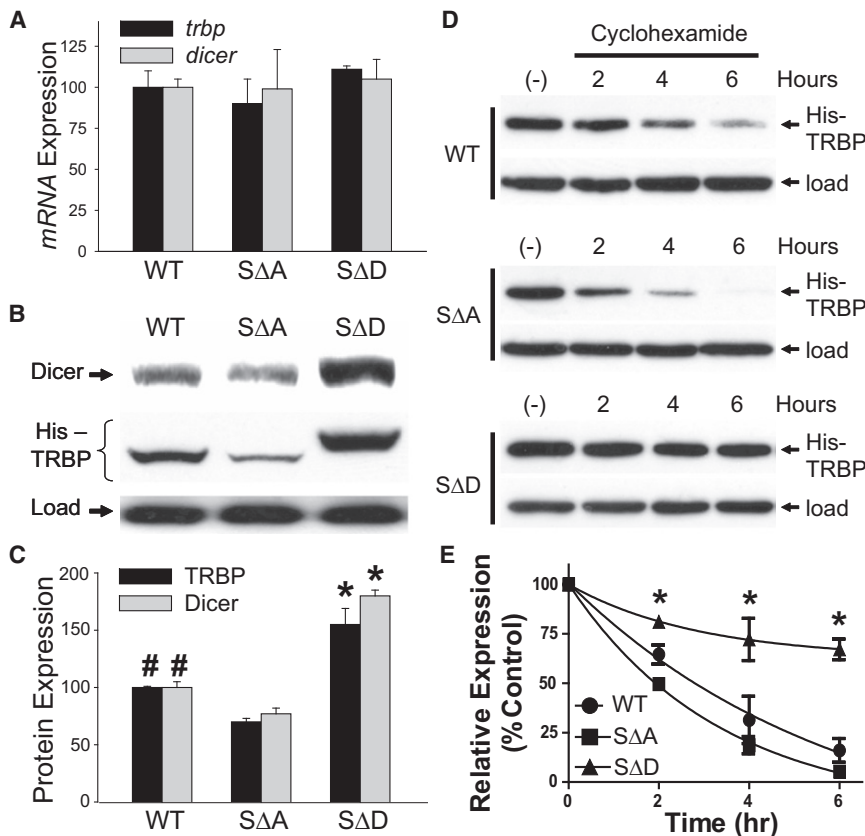 A
trbp
dicer
mRNA Expression
125
100
75
50
25
0
WT SΔA SΔD
B
WT SΔA SΔD
Dicer
His –
TRBP
Load
C
TRBP
Dicer
Protein Expression
200
150
100
50
0
# #
* *
WT SΔA SΔD
D
Cyclohexamide
(-) 2 4 6 Hours
WT
His-
TRBP
load
(-) 2 4 6 Hours
SΔA
His-
TRBP
load
(-) 2 4 6 Hours
SΔD
His-
TRBP
load
E
Relative Expression
(% Control)
100
75
50
25
0
* * *
WT
SΔA
SΔD
0 2 4 6
Time (hr)